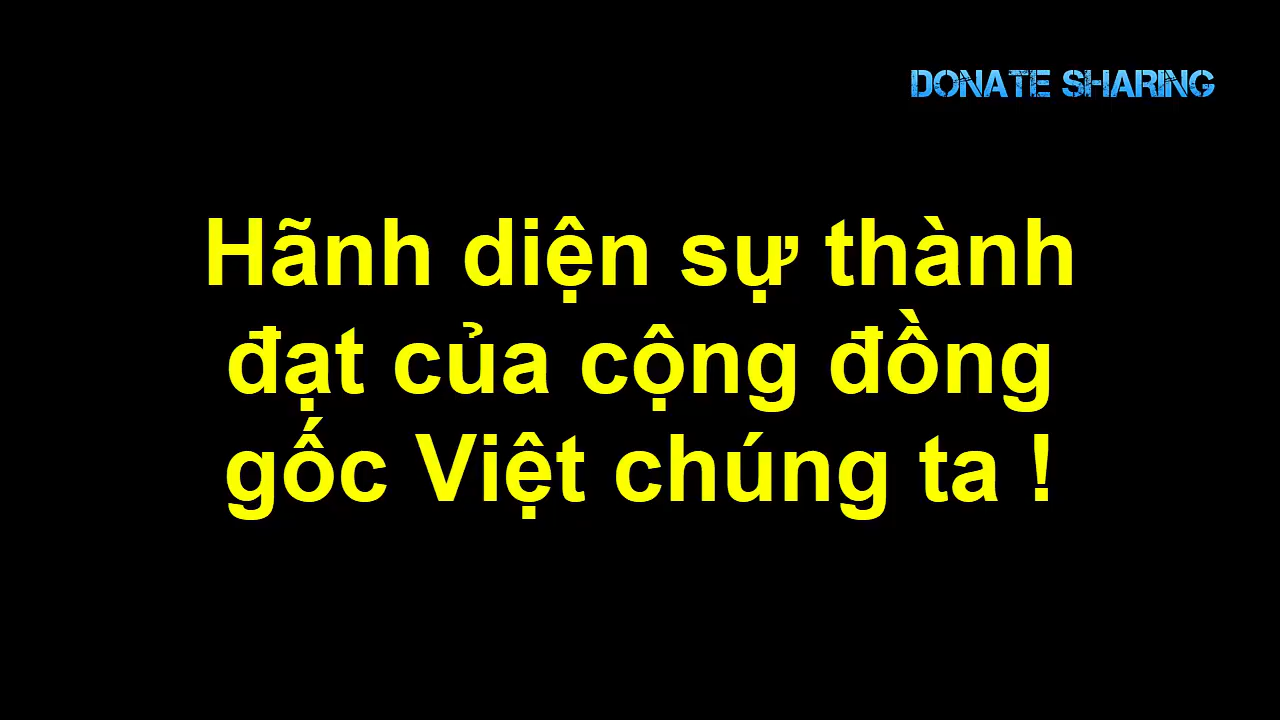 DONATE SHARING
Hãnh diện sự thành
đạt của cộng đồng
gốc Việt chúng ta !